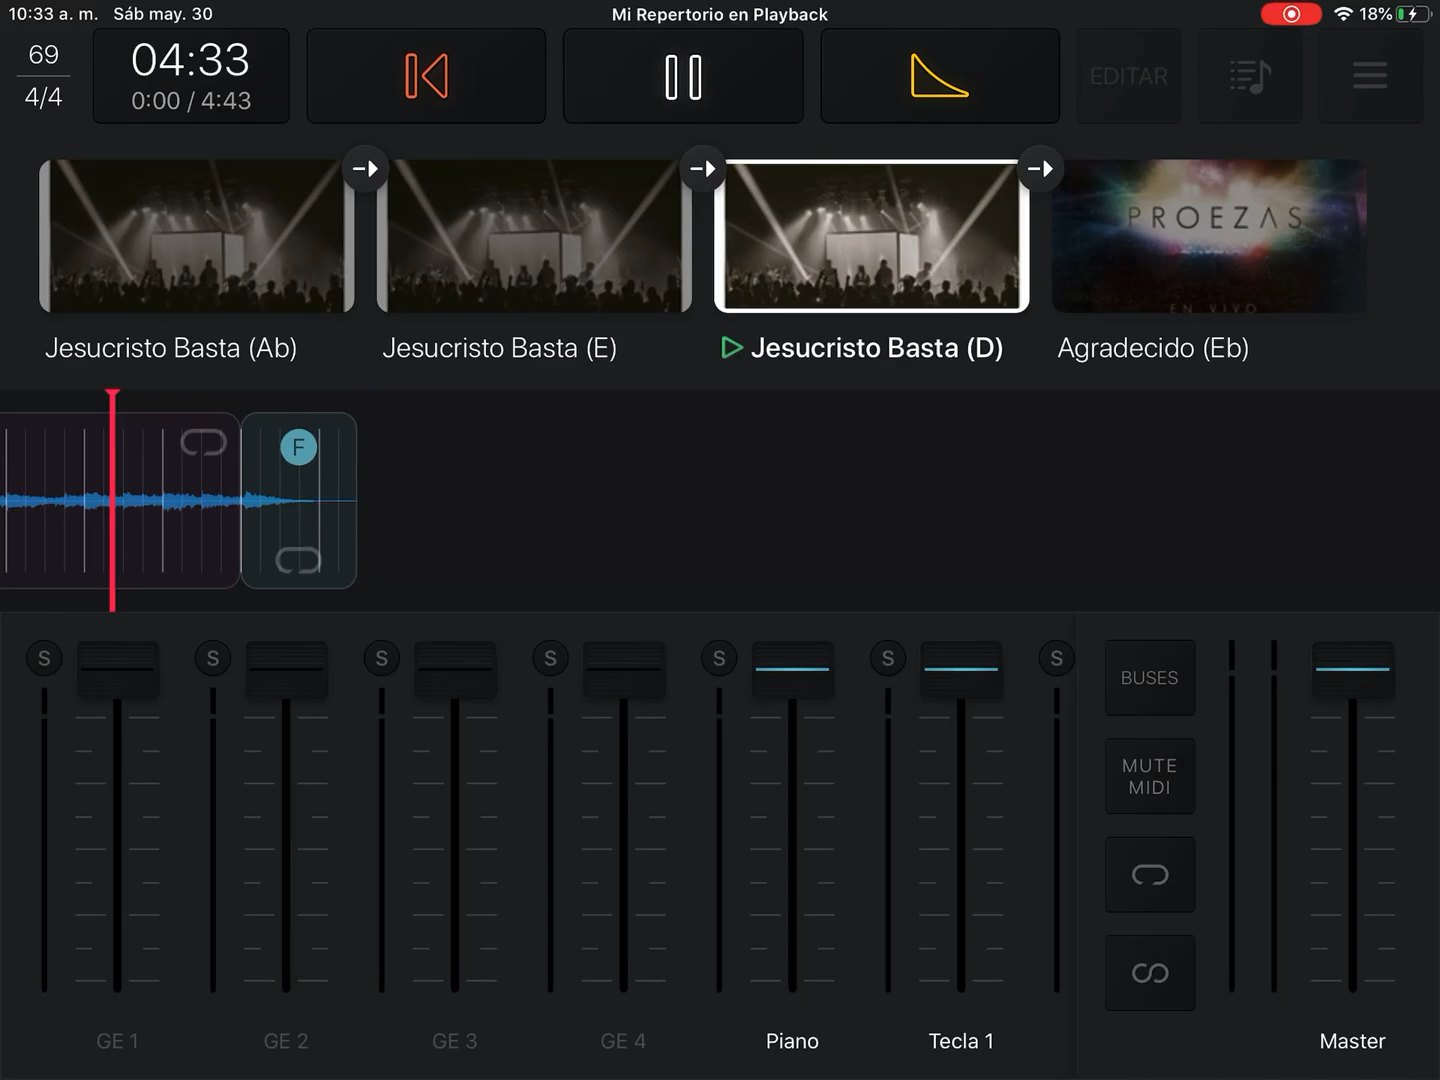 10:33 a. m. Sáb may. 30
Mi Repertorio en Playback
18%
69
4/4
04:33
0:00 / 4:43
EDITAR
PROEZAS
EN VIVO
Jesucristo Basta (Ab)
Jesucristo Basta (E)
Jesucristo Basta (D)
Agradecido (Eb)
F
S
S
S
S
S
S
S
BUSES
MUTE
MIDI
GE 1
GE 2
GE 3
GE 4
Piano
Tecla 1
Master